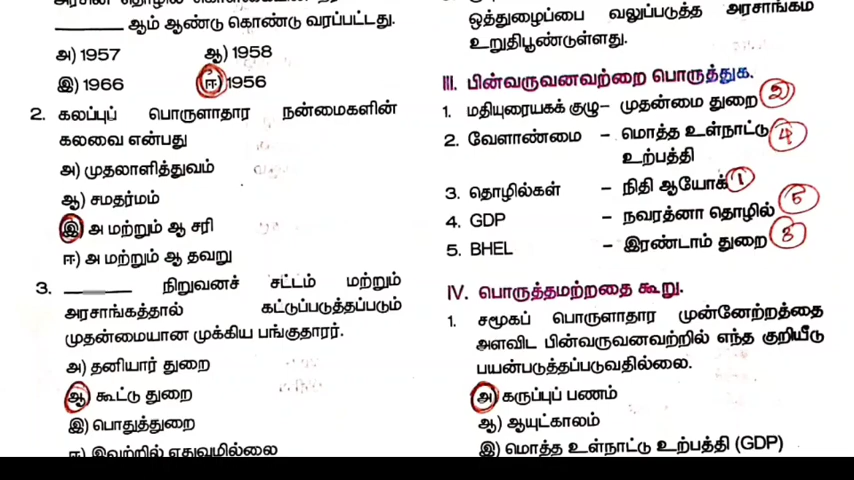 அரசின் தொழில்
________ ஆம் ஆண்டு கொண்டு வரப்பட்டது.
அ) 1957 ஆ) 1958
இ) 1966 ஈ) 1956
2. கலப்புப் பொருளாதார நன்மைகளின்
கலவை என்பது
அ) முதலாளித்துவம்
ஆ) சமதர்மம்
இ) அ மற்றும் ஆ சரி
ஈ) அ மற்றும் ஆ தவறு
3. ________ நிறுவனச் சட்டம் மற்றும்
அரசாங்கத்தால் கட்டுப்படுத்தப்படும்
முதன்மையான முக்கிய பங்குதாரர்.
அ) தனியார் துறை
ஆ) கூட்டு துறை
இ) பொதுத்துறை
ஈ) இவற்றில் எதுவுமில்லை
ஒத்துழைப்பை வலுப்படுத்த அரசாங்கம்
உறுதிபூண்டுள்ளது.
III. பின்வருவனவற்றை பொருத்துக.
1. மதியுரையகக் குழு – முதன்மை துறை 2
2. வேளாண்மை – மொத்த உள்நாட்டு 4
உற்பத்தி
3. தொழில்கள் – நிதி ஆயோக் 1
4. GDP – நவரத்னா தொழில் 5
5. BHEL – இரண்டாம் துறை 3
IV. பொருத்தமற்றதை கூறு.
1. சமூகப் பொருளாதார முன்னேற்றத்தை
அளவிட பின்வருவனவற்றில் எந்த குறியீடு
பயன்படுத்தப்படுவதில்லை.
அ) கருப்புப் பணம்
ஆ) ஆயுட்காலம்
இ) மொத்த உள்நாட்டு உற்பத்தி (GDP)